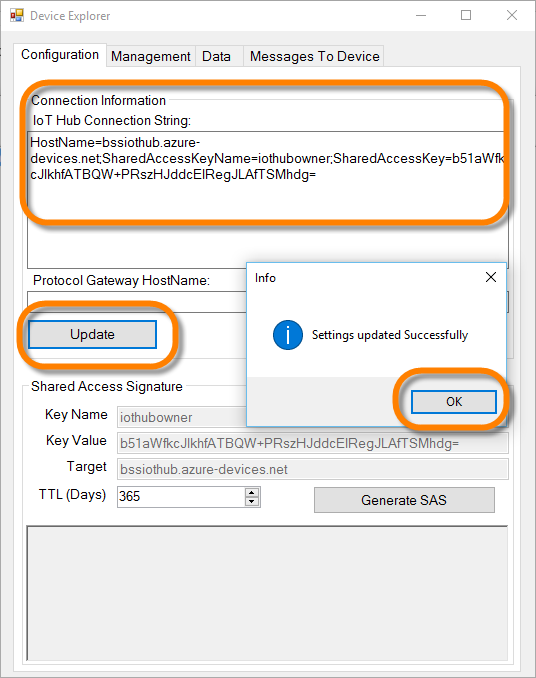 Device Explorer
Configuration Management Data Messages To Device
Connection Information
IoT Hub Connection String:
HostName=bssiothub.azure-
devices.net;SharedAccessKeyName=iothubowner;SharedAccessKey=b51aWfk
cJlkhfATBQW+PRszHJddcElRegJLAfTSMhdg=
Protocol Gateway HostName:
Update
Info
Settings updated Successfully
OK
Shared Access Signature
Key Name iothubowner
Key Value b51aWfkcJlkhfATBQW+PRszHJddcElRegJLAfTSMhdg=
Target bssiothub.azure-devices.net
TTL (Days) 365
Generate SAS